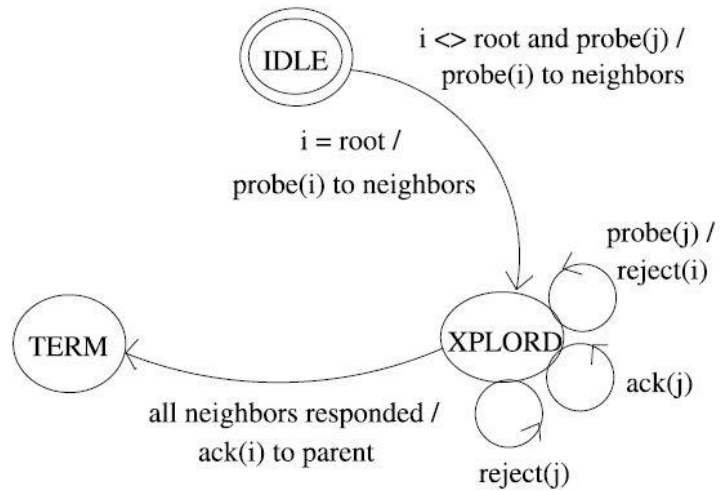 IDLE
i <> root and probe(j) /
probe(i) to neighbors
i = root /
probe(i) to neighbors
probe(j) /
reject(i)
TERM
XPLORD
ack(j)
all neighbors responded /
ack(i) to parent
reject(j)